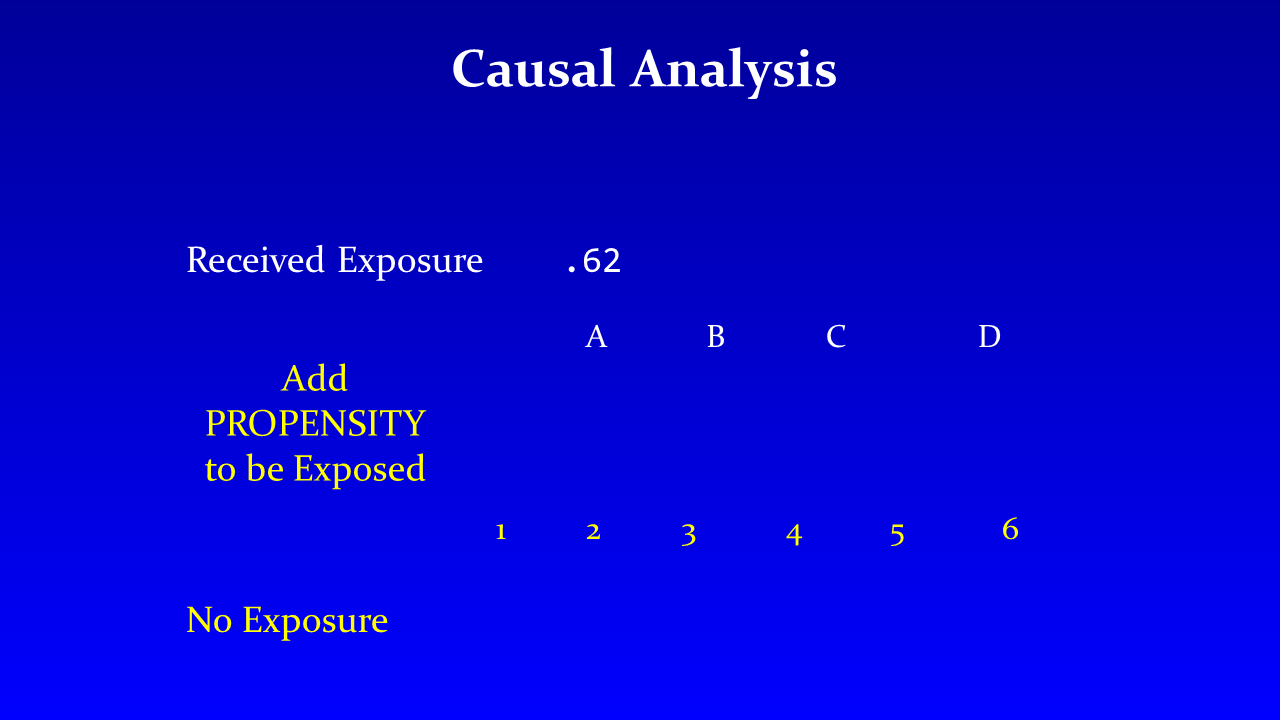 Causal Analysis
Received Exposure .62
A B C D
Add
PROPENSITY
to be Exposed
1 2 3 4 5 6
No Exposure